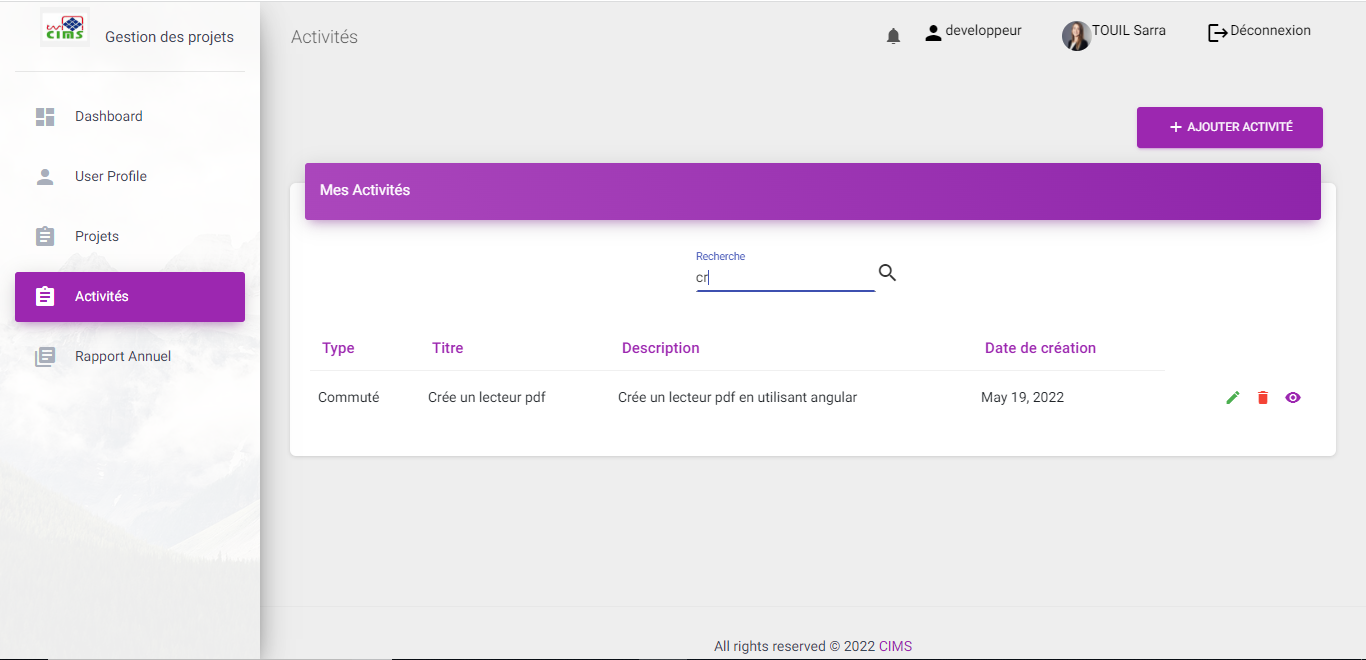 CIMS
Gestion des projets
Dashboard
User Profile
Projets
Activités
Rapport Annuel
Activités
developpeur
TOUIL Sarra
Déconnexion
+ AJOUTER ACTIVITÉ
Mes Activités
Recherche
cr
Type Titre Description Date de création
Commuté Crée un lecteur pdf Crée un lecteur pdf en utilisant angular May 19, 2022
All rights reserved © 2022 CIMS